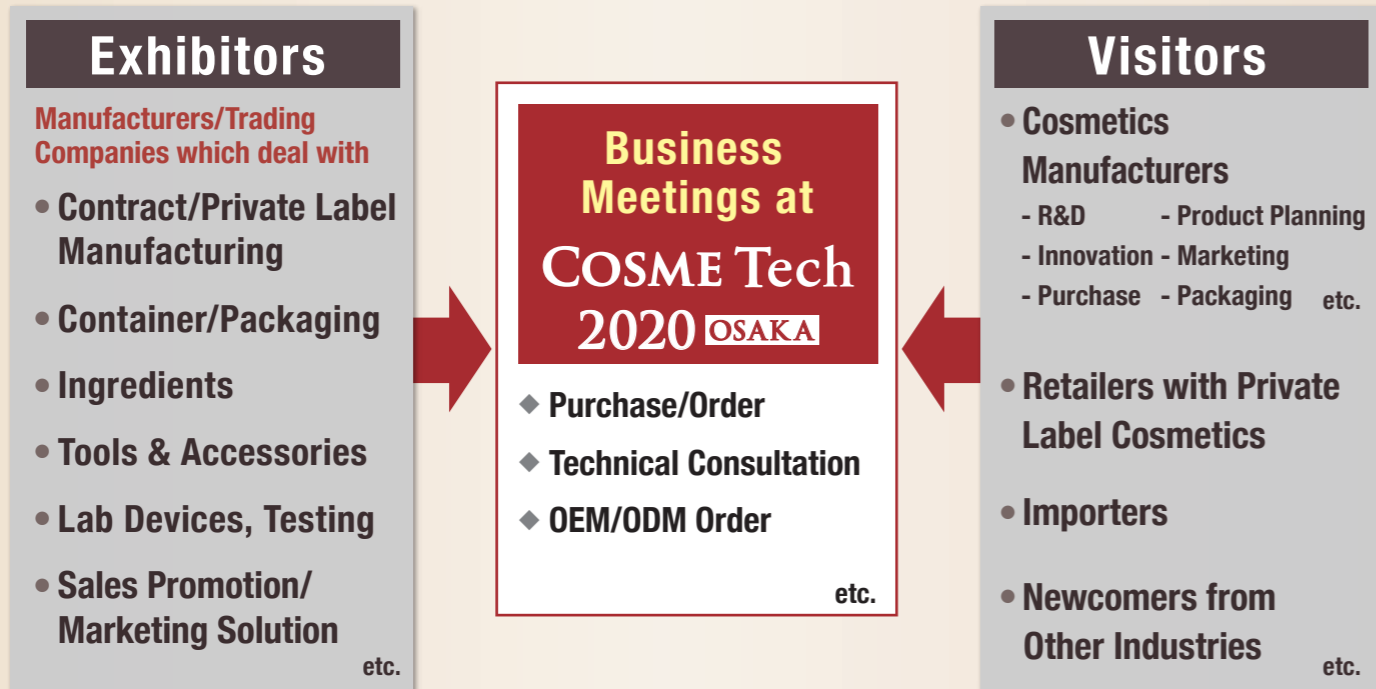 Exhibitors
Manufacturers/Trading
Companies which deal with
• Contract/Private Label
Manufacturing
• Container/Packaging
• Ingredients
• Tools & Accessories
• Lab Devices, Testing
• Sales Promotion/
Marketing Solution
etc.
Business
Meetings at
COSME Tech
2020 OSAKA
◆ Purchase/Order
◆ Technical Consultation
◆ OEM/ODM Order
etc.
Visitors
• Cosmetics
Manufacturers
- R&D - Product Planning
- Innovation - Marketing
- Purchase - Packaging etc.
• Retailers with Private
Label Cosmetics
• Importers
• Newcomers from
Other Industries
etc.